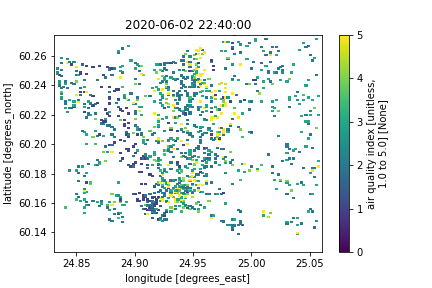 2020-06-02 22:40:00
60.26
60.24
60.22
60.20
60.18
60.16
60.14
latitude [degrees_north]
24.85 24.90 24.95 25.00 25.05
longitude [degrees_east]
5
4
3
2
1
0
air quality index [unitless,
1.0 to 5.0] [None]